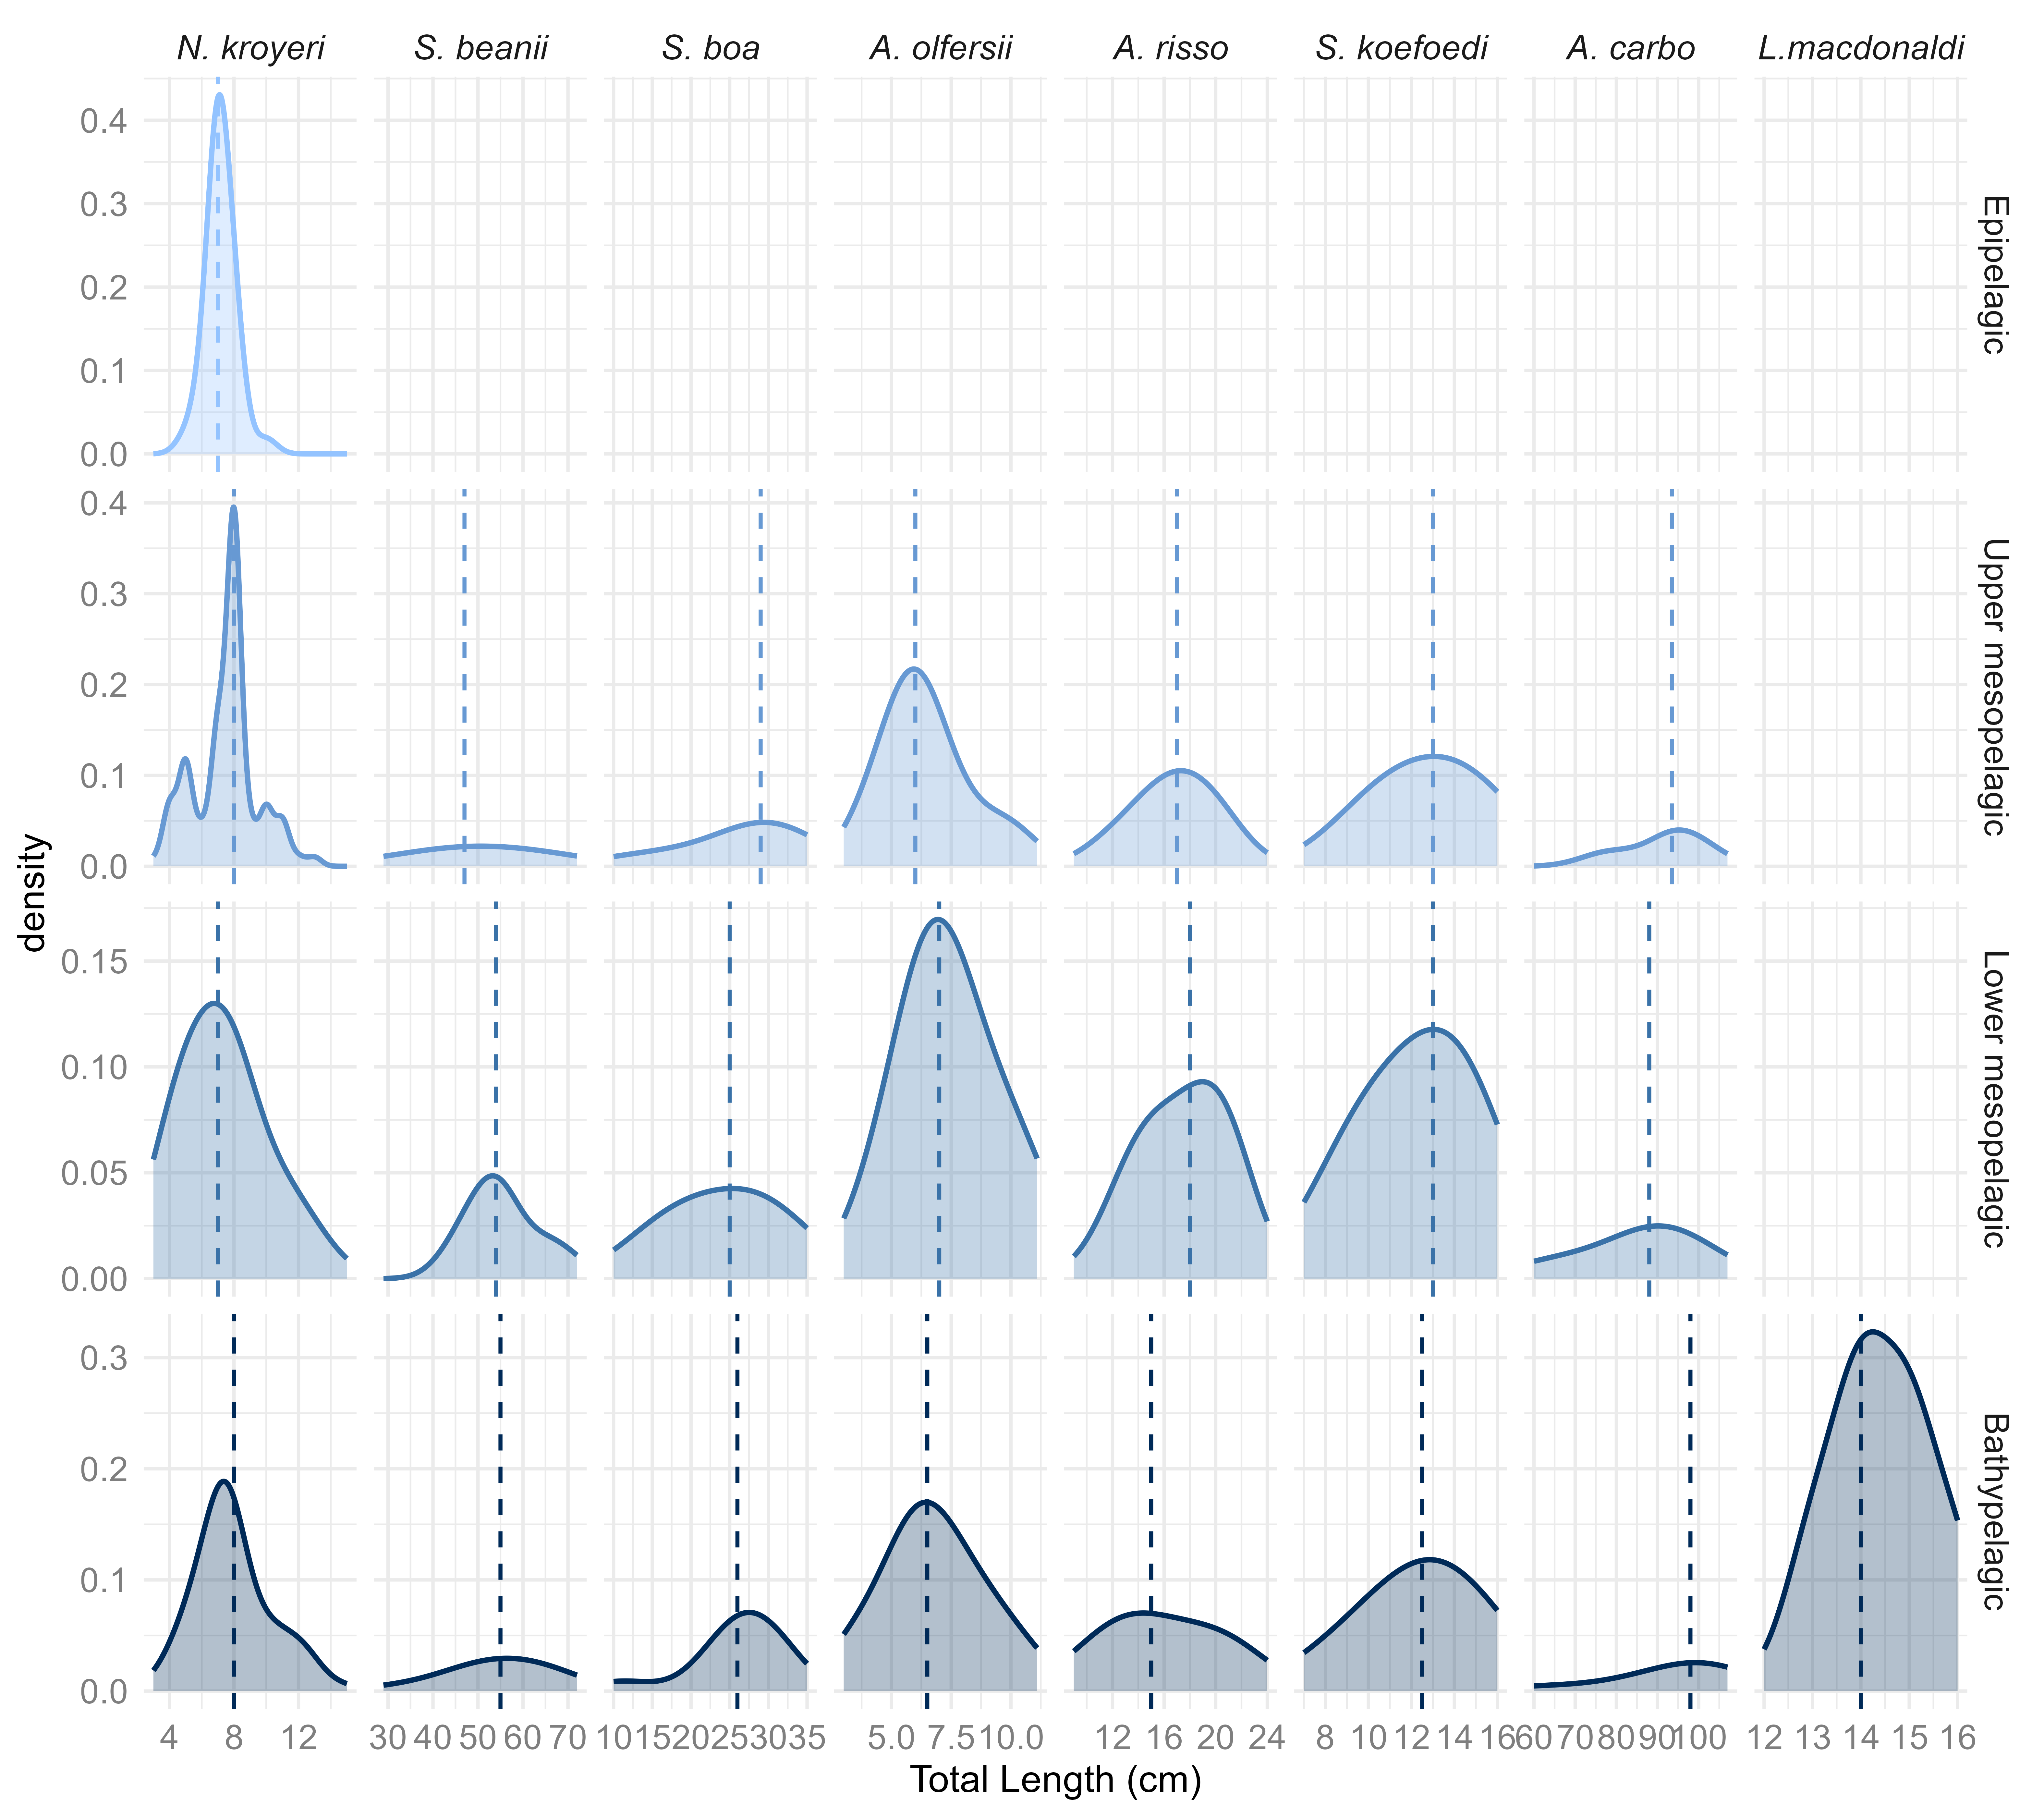 N. kroyeri S. beanii S. boa A. olfersii A. risso S. koefoedi A. carbo L.macdonaldi
0.4
0.3
0.2
0.1
0.0
Epipelagic
0.4
0.3
0.2
0.1
0.0
Upper mesopelagic
density
0.15
0.10
0.05
0.00
Lower mesopelagic
0.3
0.2
0.1
0.0
Bathypelagic
4 8 12 30 40 50 60 70 10 15 20 25 30 35 5.0 7.5 10.0 12 16 20 24 8 10 12 14 16 60 70 80 90 100 12 13 14 15 16
Total Length (cm)